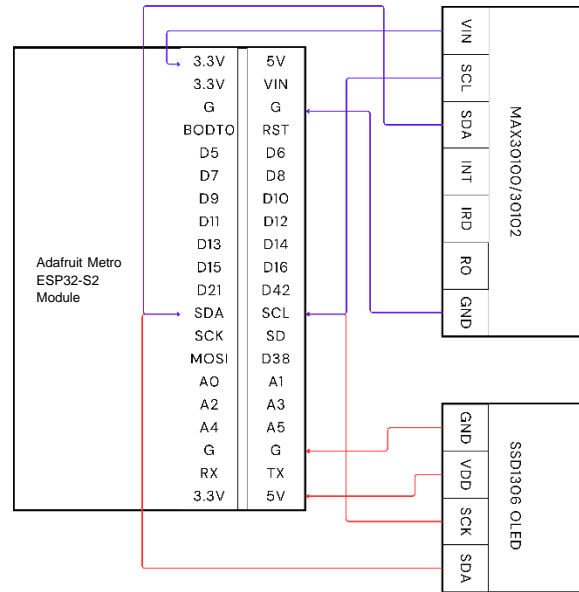 Adafruit Metro
ESP32-S2
Module
3.3V 5V
3.3V VIN
G G
BODTO RST
D5 D6
D7 D8
D9 D10
D11 D12
D13 D14
D15 D16
D21 D42
SDA SCL
SCK SD
MOSI D38
A0 A1
A2 A3
A4 A5
G G
RX TX
3.3V 5V
VIN
SCL
SDA
INT
IRD
RO
GND
MAX30100/30102
GND
VDD
SCK
SDA
SSD1306 OLED